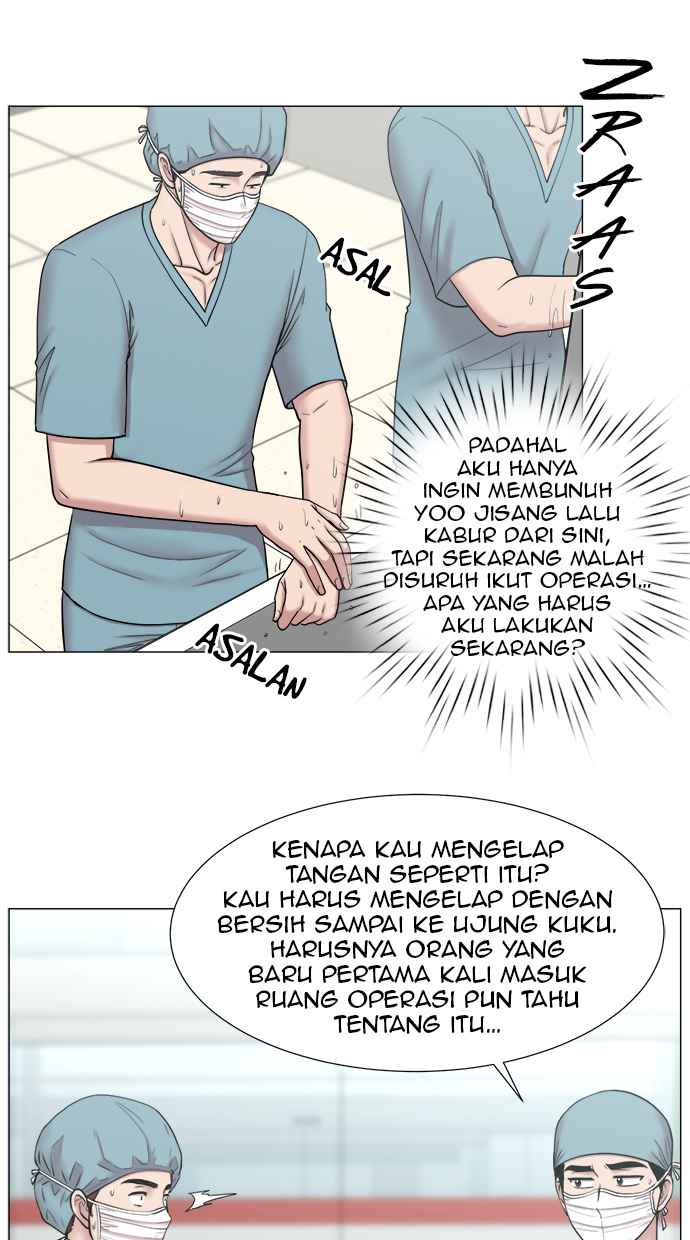 ZRAAS
ASAL
PADAHAL
AKU HANYA
INGIN MEMBUNUH
YOO JISANG LALU
KABUR DARI SINI,
TAPI SEKARANG MALAH
DISURUH IKUT OPERASI...
APA YANG HARUS
AKU LAKUKAN
SEKARANG?
ASALAN
KENAPA KAU MENGELAP
TANGAN SEPERTI ITU?
KAU HARUS MENGELAP DENGAN
BERSIH SAMPAI KE UJUNG KUKU.
HARUSNYA ORANG YANG
BARU PERTAMA KALI MASUK
RUANG OPERASI PUN TAHU
TENTANG ITU...